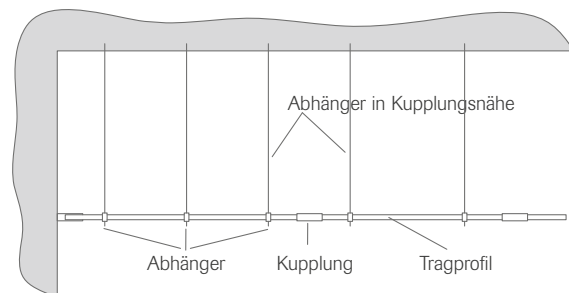 Abhänger in Kupplungsnähe
Abhänger
Kupplung
Tragprofil